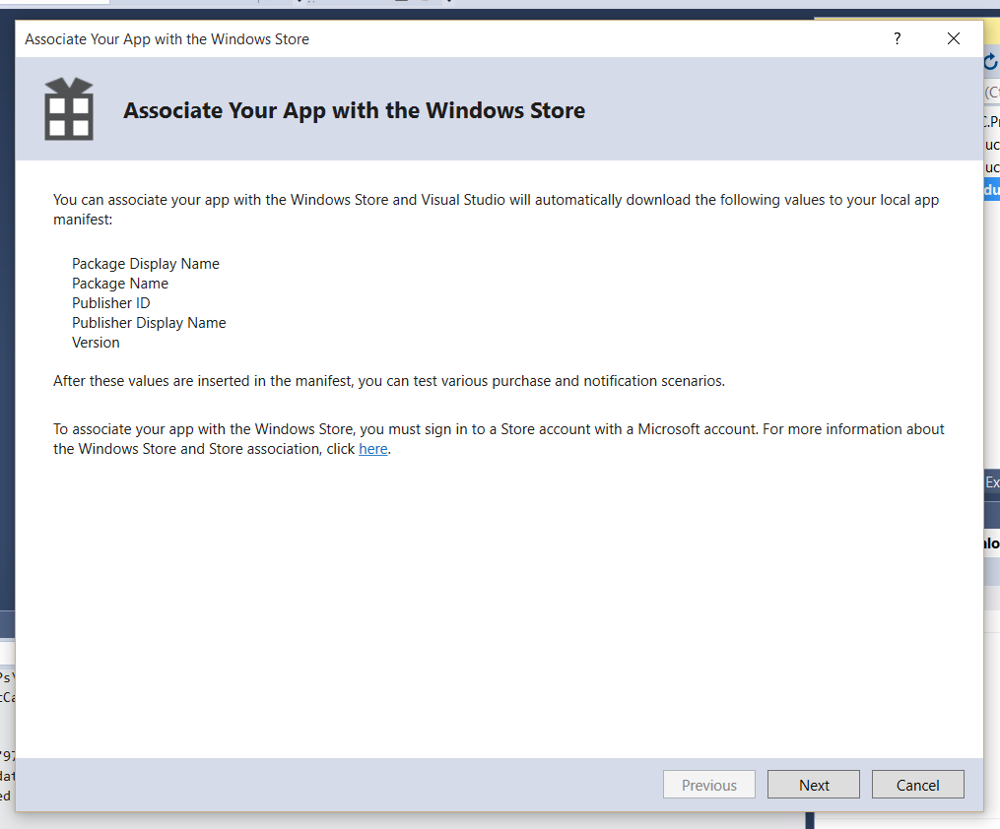 Associate Your App with the Windows Store
?
Associate Your App with the Windows Store
You can associate your app with the Windows Store and Visual Studio will automatically download the following values to your local app
manifest:
Package Display Name
Package Name
Publisher ID
Publisher Display Name
Version
After these values are inserted in the manifest, you can test various purchase and notification scenarios.
To associate your app with the Windows Store, you must sign in to a Store account with a Microsoft account. For more information about
the Windows Store and Store association, click here.
Previous
Next
Cancel